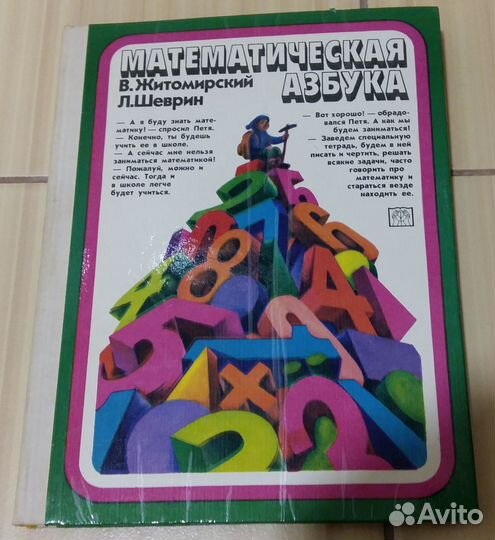 МАТЕМАТИЧЕСКАЯ
АЗБУКА
В. ЖИТОМИРСКИЙ
Л. ШЕВРИН
— А я буду знать мате-
матику? — спросил Петя.
— Конечно, ты будешь
учить ее в школе.
— А сейчас мне нельзя
заниматься математикой?
— Пожалуй, можно и
сейчас. Тогда и
в школе легче
будет учиться.
— Вот хорошо! — обрадо-
вался Петя. А как мы
будем заниматься?
— Заведем специальную
тетрадь, будем в ней
писать и чертить, решать
всякие задачи, часто
говорить про
математику и
стараться везде
находить ее.
Avito